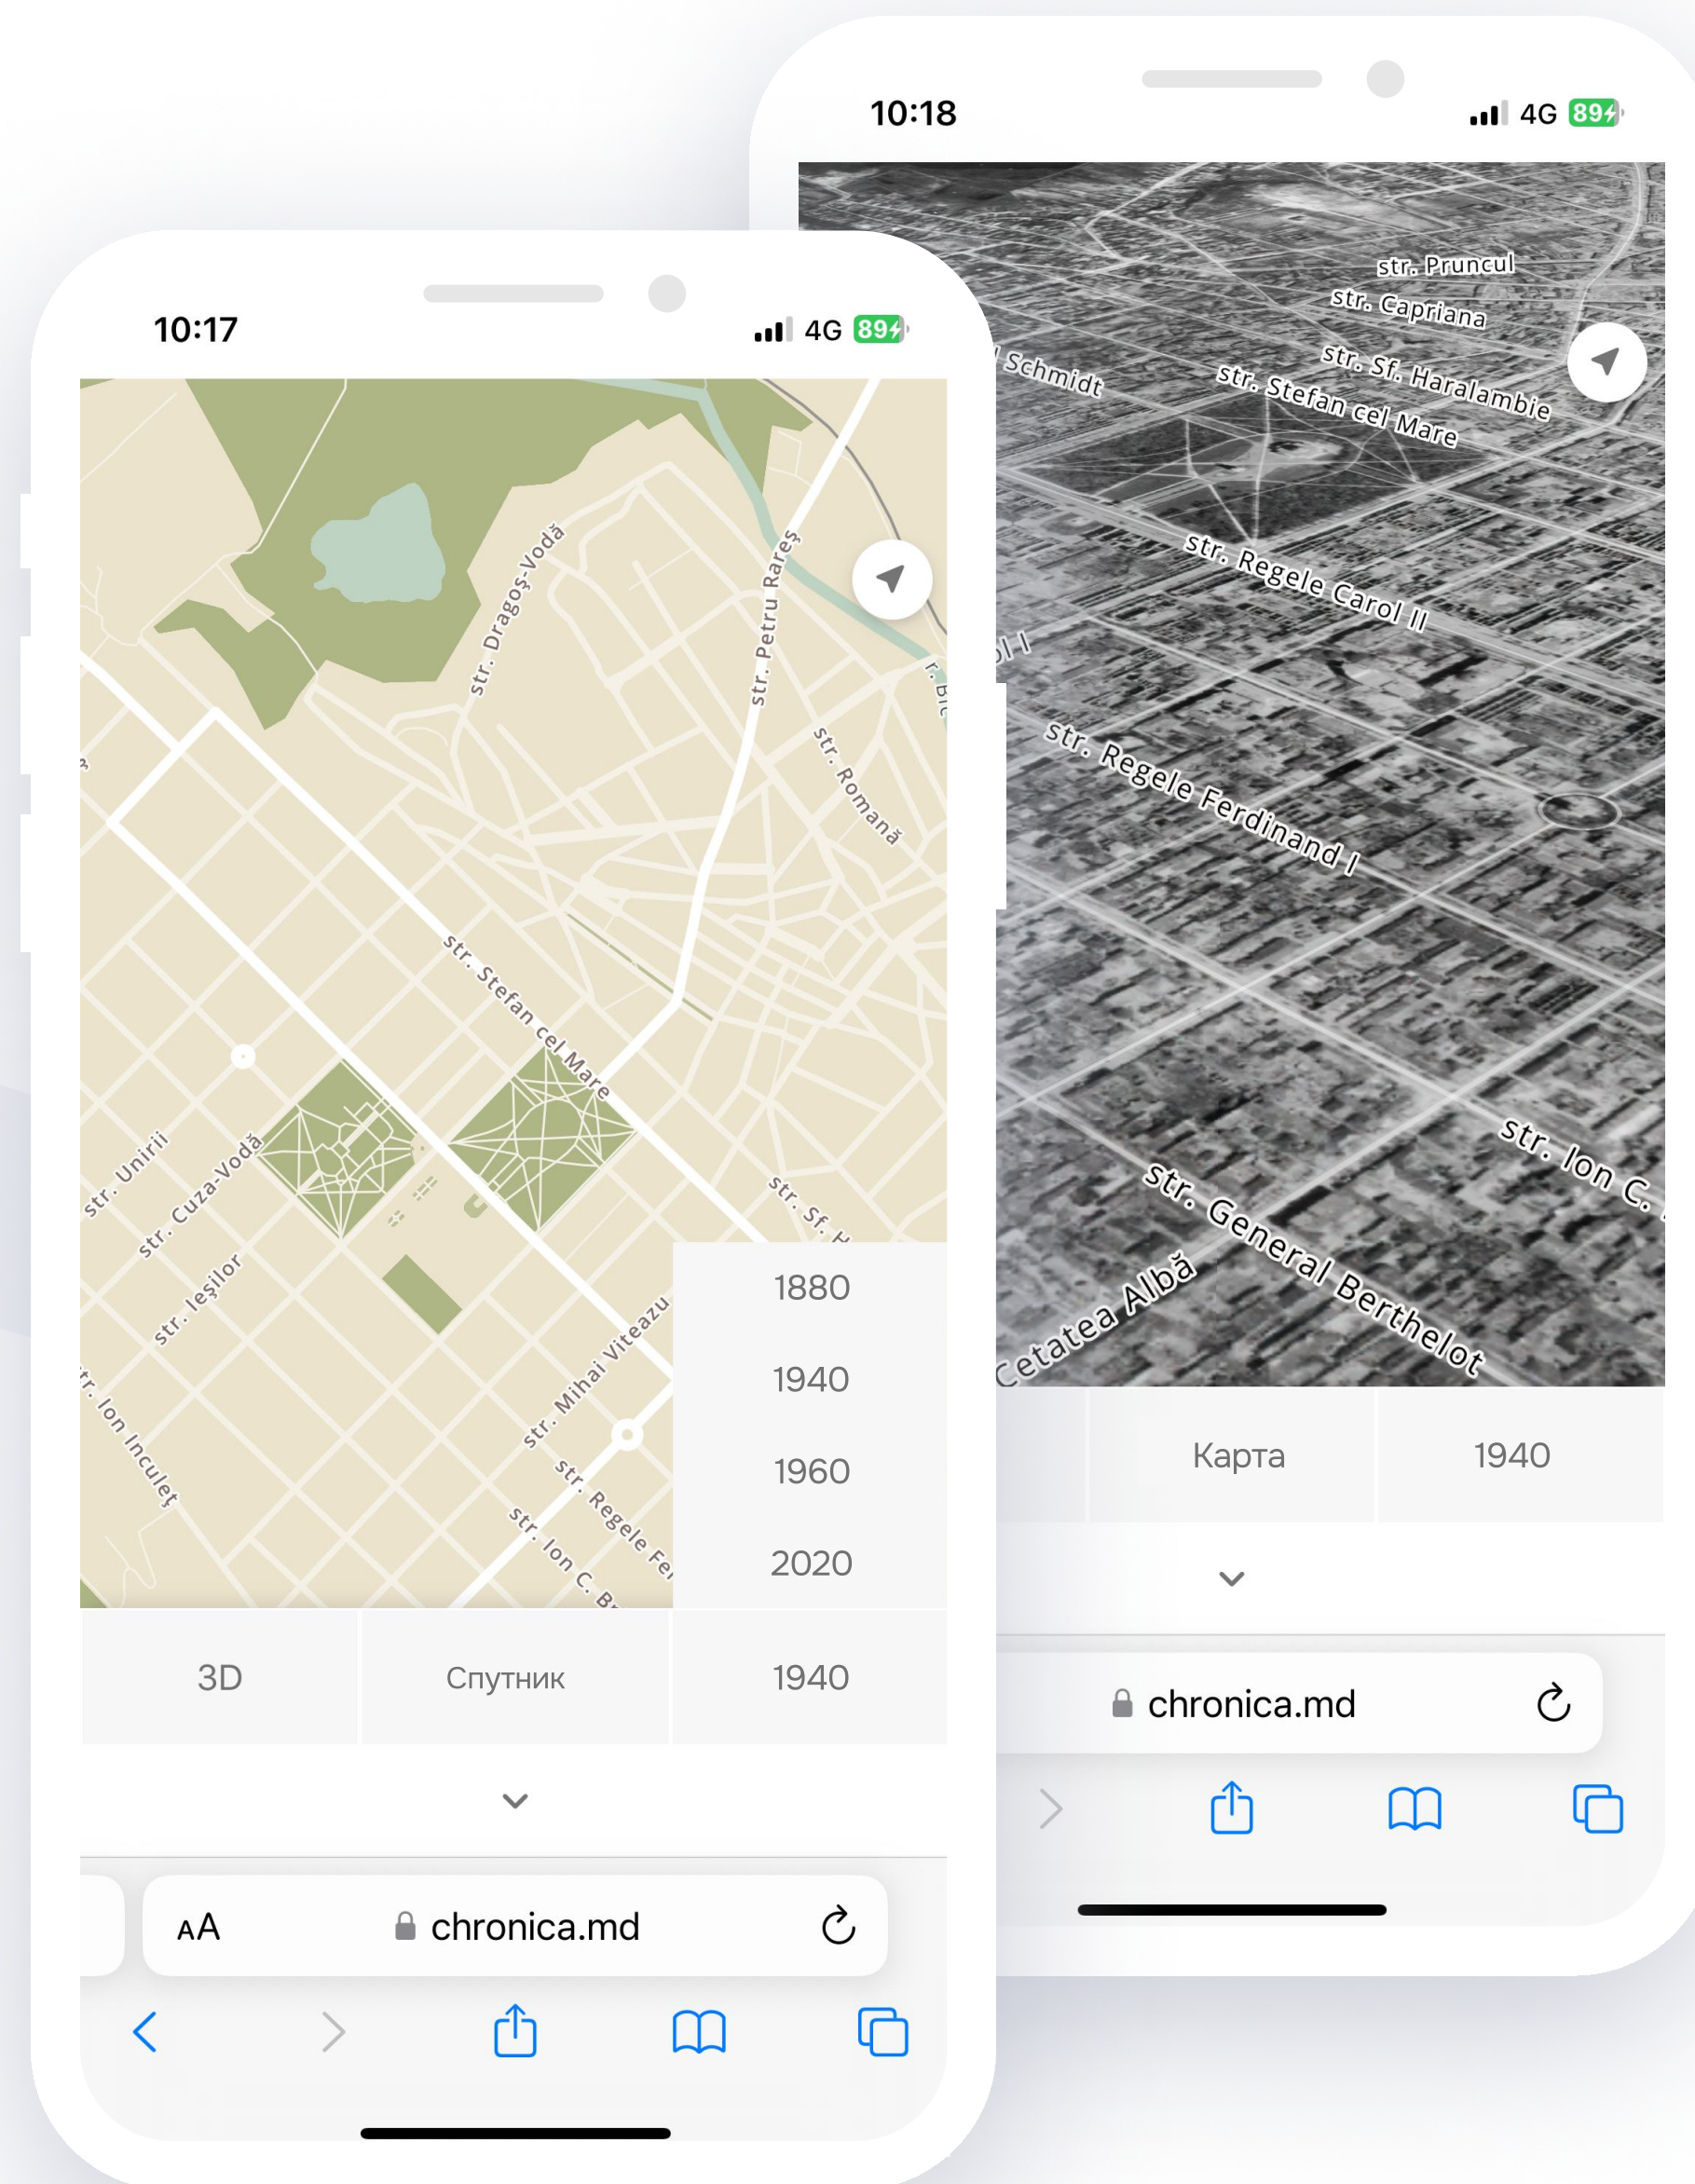 10:18
4G 89
str. Pruncul
str. Capriana
str. Sf. Haralambie
str. Stefan cel Mare
Schmidt
str. Regele Carol II
str. Regele Ferdinand I
str. Ion C.
str. General Berthelot
Cetatea Albă
Карта
1940
chronica.md
10:17
4G 89
str. Dragoş-Vodă
str. Petru Rareş
str. Romană
str. Stefan cel Mare
str. Unirii
str. Cuza-Vodă
str. Ieşilor
str. Sf.
str. Mihai Viteazu
tr. Ion Inculeţ
str. Regele
str. Ion C.
1880
1940
1960
2020
3D
Спутник
1940
AA
chronica.md